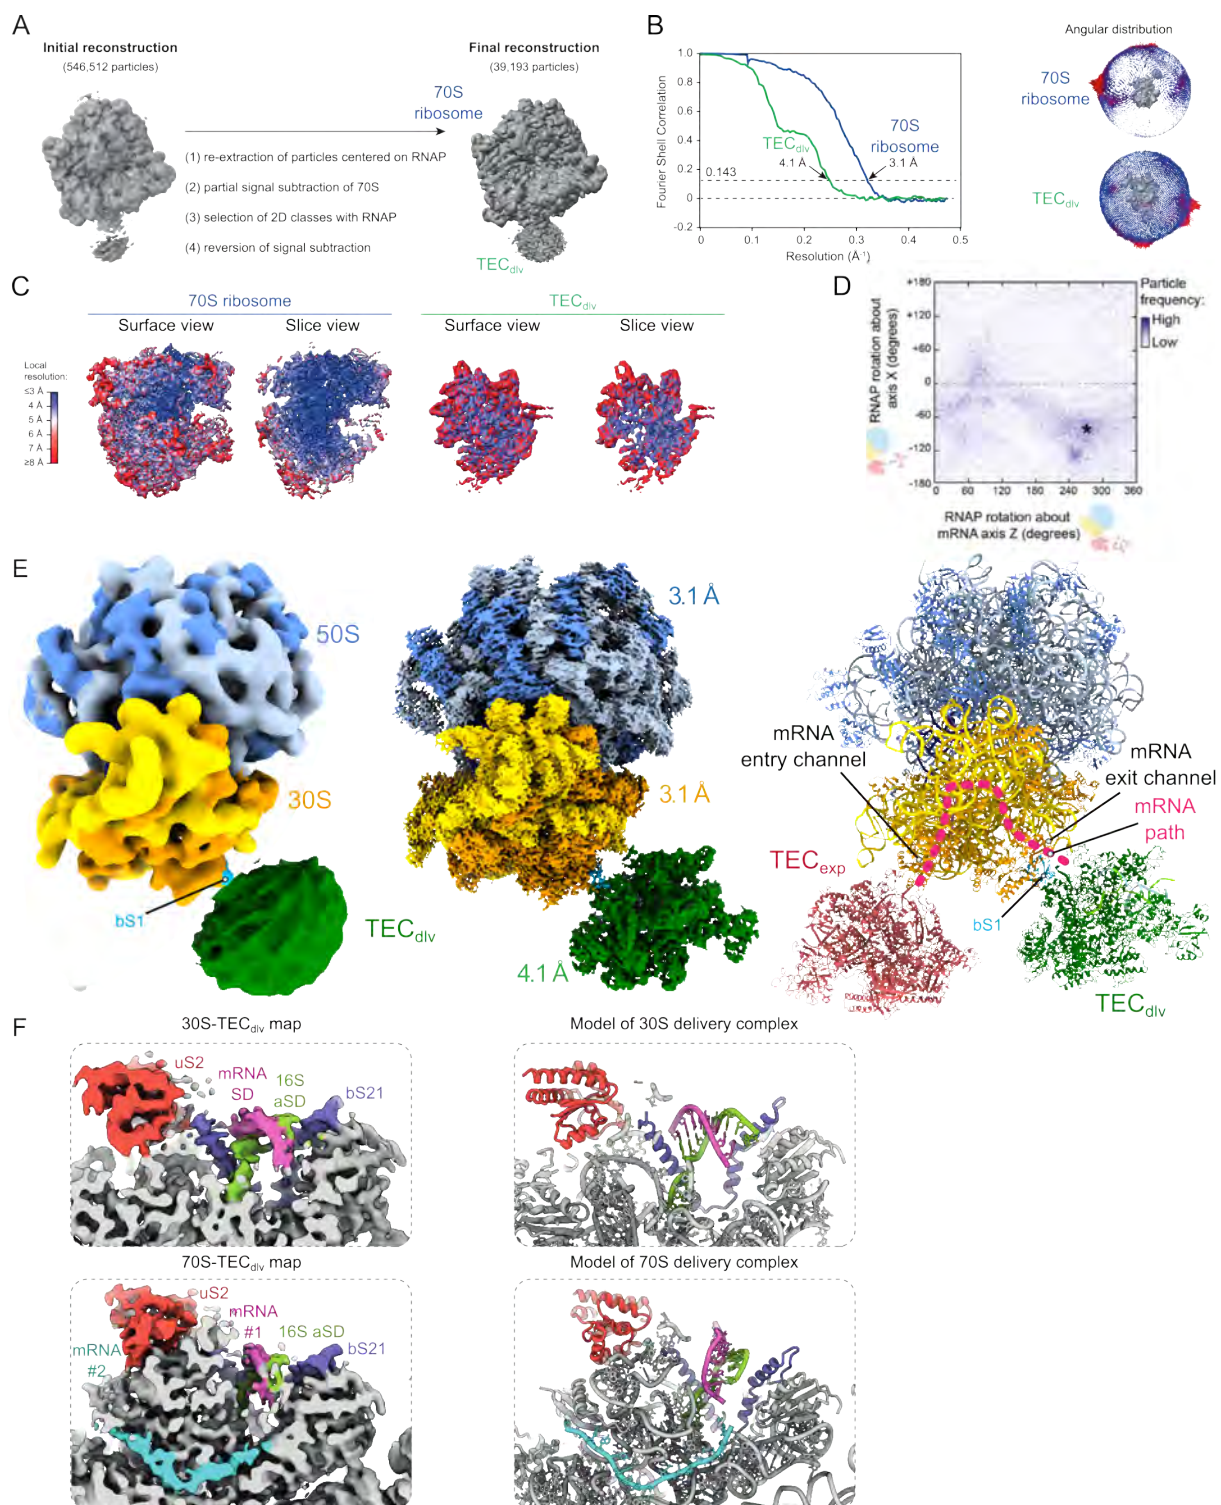 A
Initial reconstruction
(546,512 particles)
Final reconstruction
(39,193 particles)
70S
ribosome
(1) re-extraction of particles centered on RNAP
(2) partial signal subtraction of 70S
(3) selection of 2D classes with RNAP
(4) reversion of signal subtraction
TECdlv
B
Fourier Shell Correlation
1.0
0.8
0.6
0.4
0.2
0
-0.2
0.143
TECdlv
4.1 Å
70S
ribosome
3.1 Å
0
0.1
0.2
0.3
0.4
0.5
Resolution (Å-1)
Angular distribution
70S
ribosome
TECdlv
C
70S ribosome
Surface view
Slice view
TECdlv
Surface view
Slice view
Local
resolution:
≤3 Å
4 Å
5 Å
6 Å
7 Å
≥8 Å
D
RNAP rotation about
axis X (degrees)
+180
+120
+60
0
-60
-120
-180
0
60
120
180
240
300
360
RNAP rotation about
mRNA axis Z (degrees)
Particle
frequency:
High
Low
*
E
50S
30S
bS1
TECdlv
3.1 Å
3.1 Å
4.1 Å
mRNA
entry channel
mRNA
exit channel
mRNA
path
TECexp
bS1
TECdlv
F
30S-TECdlv map
uS2
mRNA
SD
16S
aSD
bS21
Model of 30S delivery complex
70S-TECdlv map
uS2
mRNA
#1
16S aSD
bS21
mRNA
#2
Model of 70S delivery complex